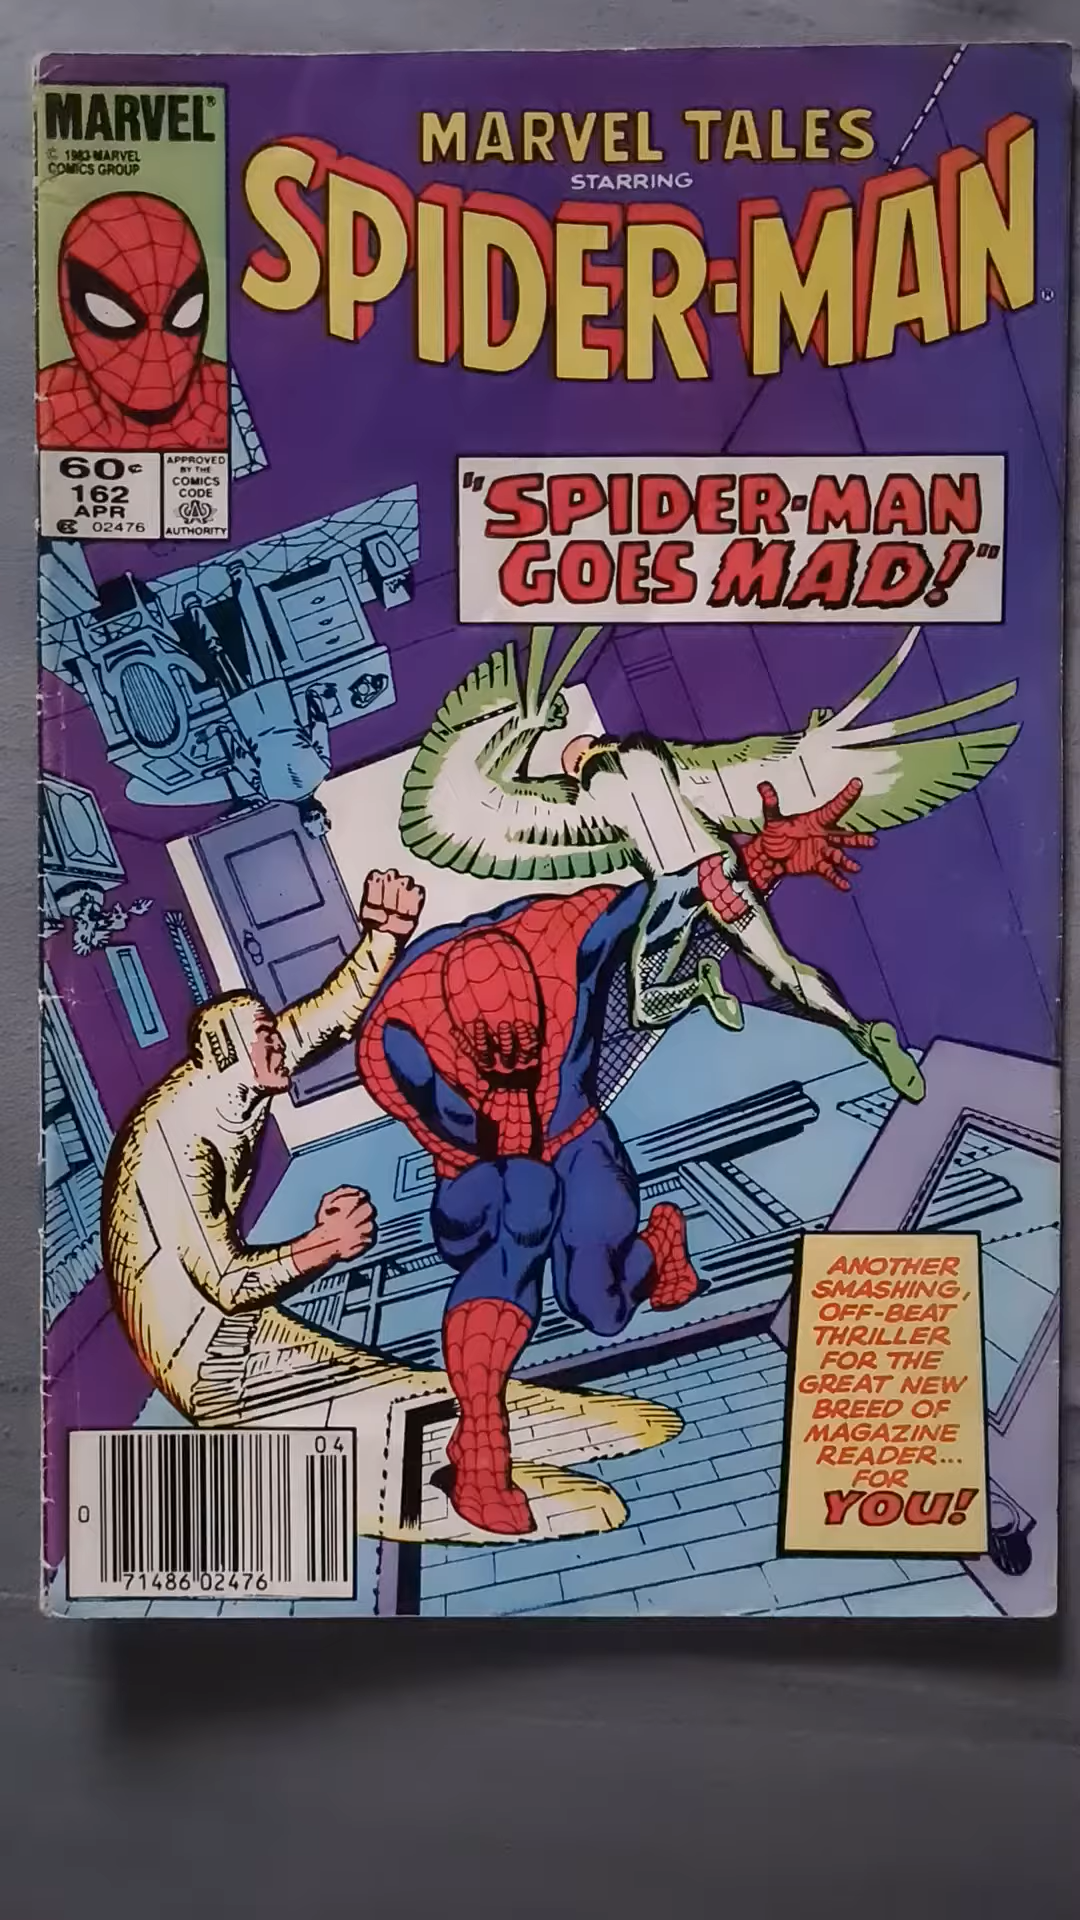 MARVEL®
© 1983 MARVEL
COMICS GROUP
MARVEL TALES
STARRING
SPIDER-MAN®
TM
60¢
162
APR
02476
APPROVED
BY THE
COMICS
CODE
AUTHORITY
"SPIDER-MAN
GOES MAD!"
ANOTHER
SMASHING,
OFF-BEAT
THRILLER
FOR THE
GREAT NEW
BREED OF
MAGAZINE
READER...
FOR
YOU!
04
0
71486 02476